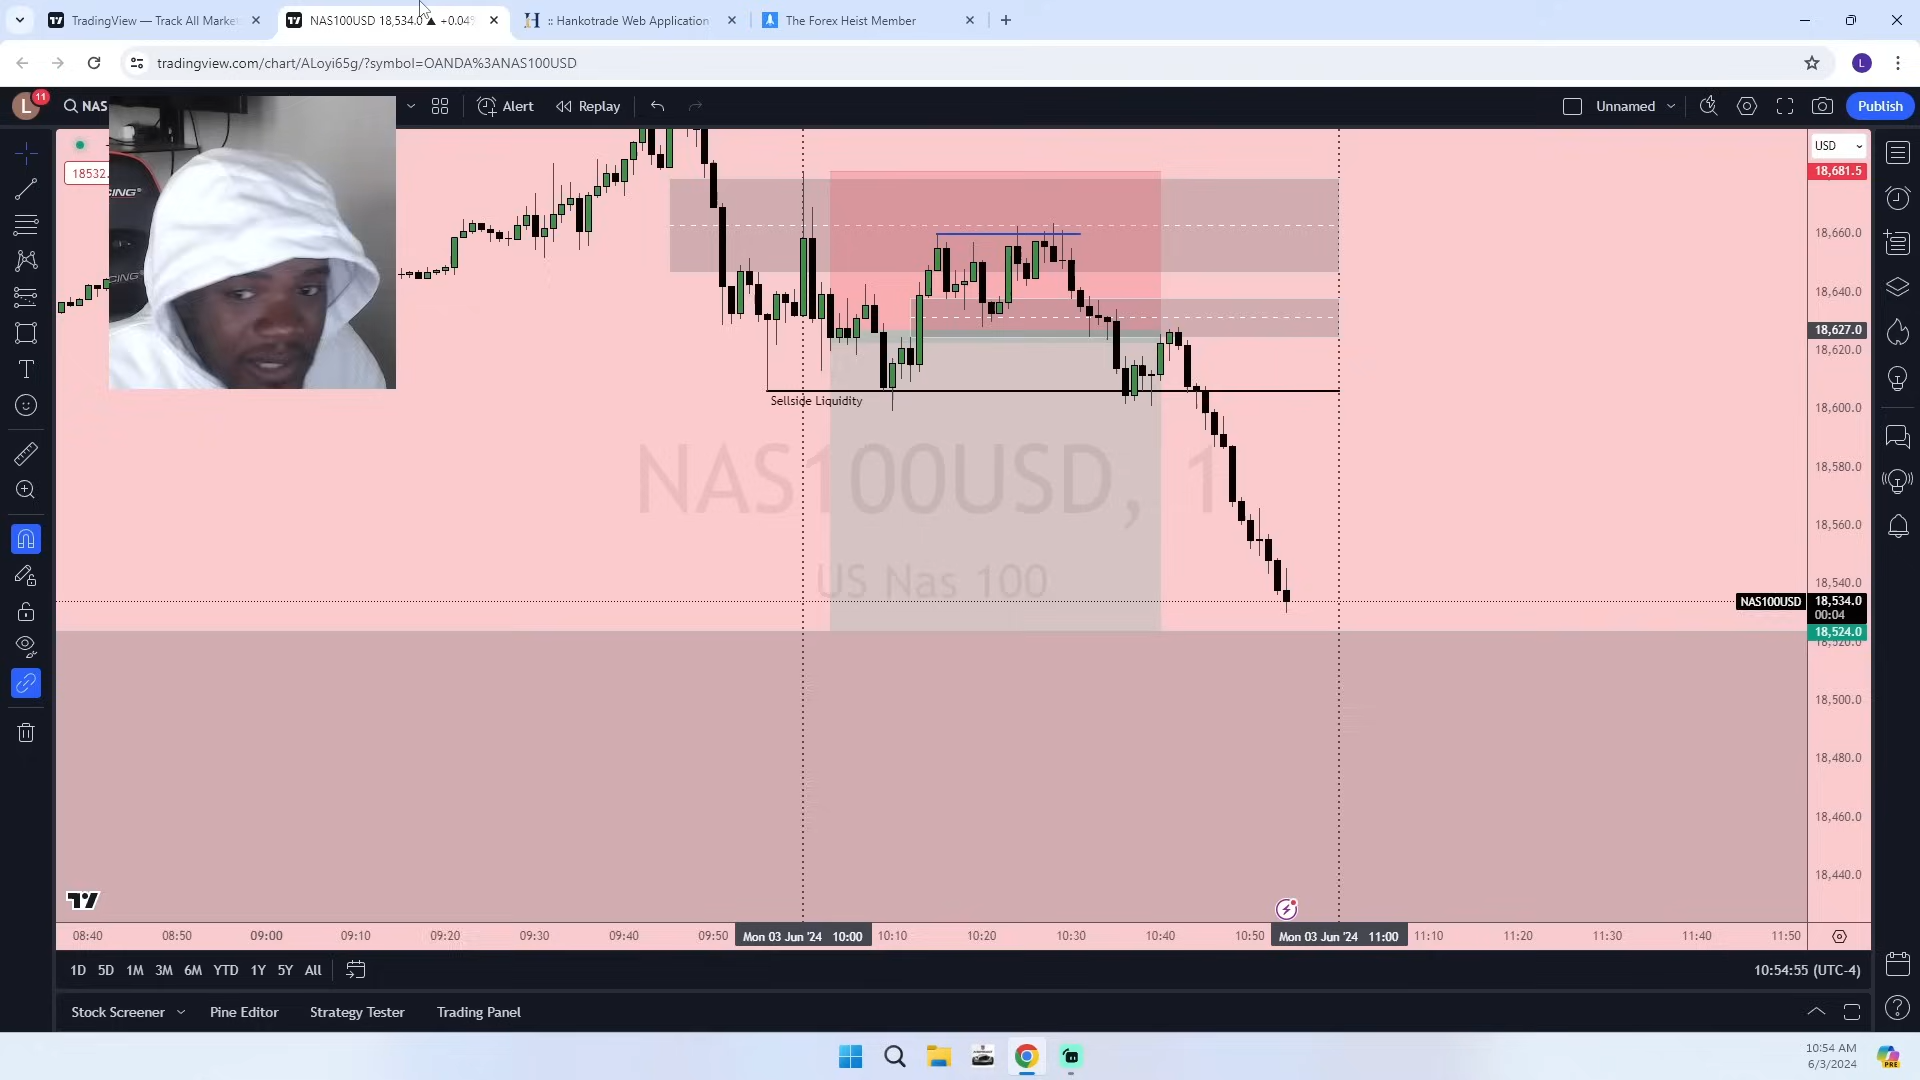 TradingView — Track All Marke
NAS100USD 18,534.0 ▲ +0.04%
:: Hankotrade Web Application
The Forex Heist Member
tradingview.com/chart/ALoyi65g/?symbol=OANDA%3ANAS100USD
L
L
11
NAS
Alert
Replay
Unnamed
Publish
18532.
CING
CING
USD
18,681.5
18,660.0
18,640.0
18,627.0
18,620.0
18,600.0
18,580.0
18,560.0
18,540.0
NAS100USD
18,534.0
00:04
18,524.0
18,520.0
18,500.0
18,480.0
18,460.0
18,440.0
Sellside Liquidity
NAS100USD, 1
US Nas 100
08:40 08:50 09:00 09:10 09:20 09:30 09:40 09:50 Mon 03 Jun '24 10:00 10:10 10:20 10:30 10:40 10:50 Mon 03 Jun '24 11:00 11:10 11:20 11:30 11:40 11:50
1D 5D 1M 3M 6M YTD 1Y 5Y All
10:54:55 (UTC-4)
Stock Screener Pine Editor Strategy Tester Trading Panel
10:54 AM
6/3/2024
PRE